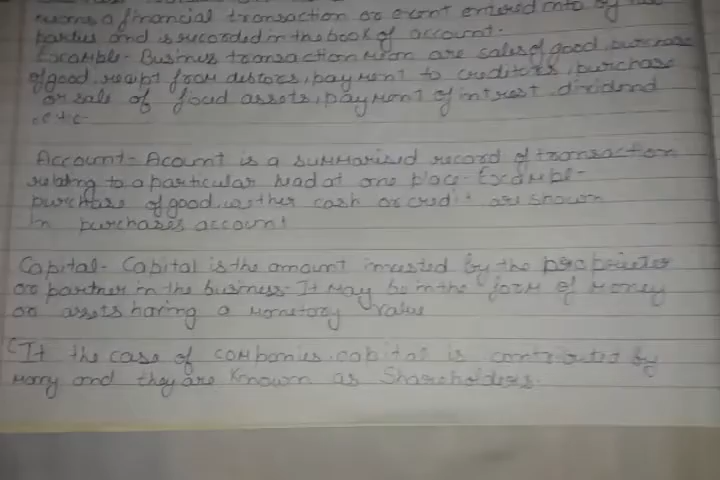 means a financial transaction or event entered into by two
parties and is recorded in the book of account.
Example- Business transaction are sales of good, purchase
of good, receipt from debtors, payment to creditors, purchase
or sale of fixed assets, payment of interest, dividend
etc
Account- Acount is a summarised record of transaction
relating to a particular head at one place. Example-
purchase of good, either cash or credit are shown
in purchases account
Capital- Capital is the amount invested by the proprietor
or partner in the business. It may be in the form of money
or assets having a monetory value
(It the case of companies capital is contributed by
many and they are known as Shareholders.